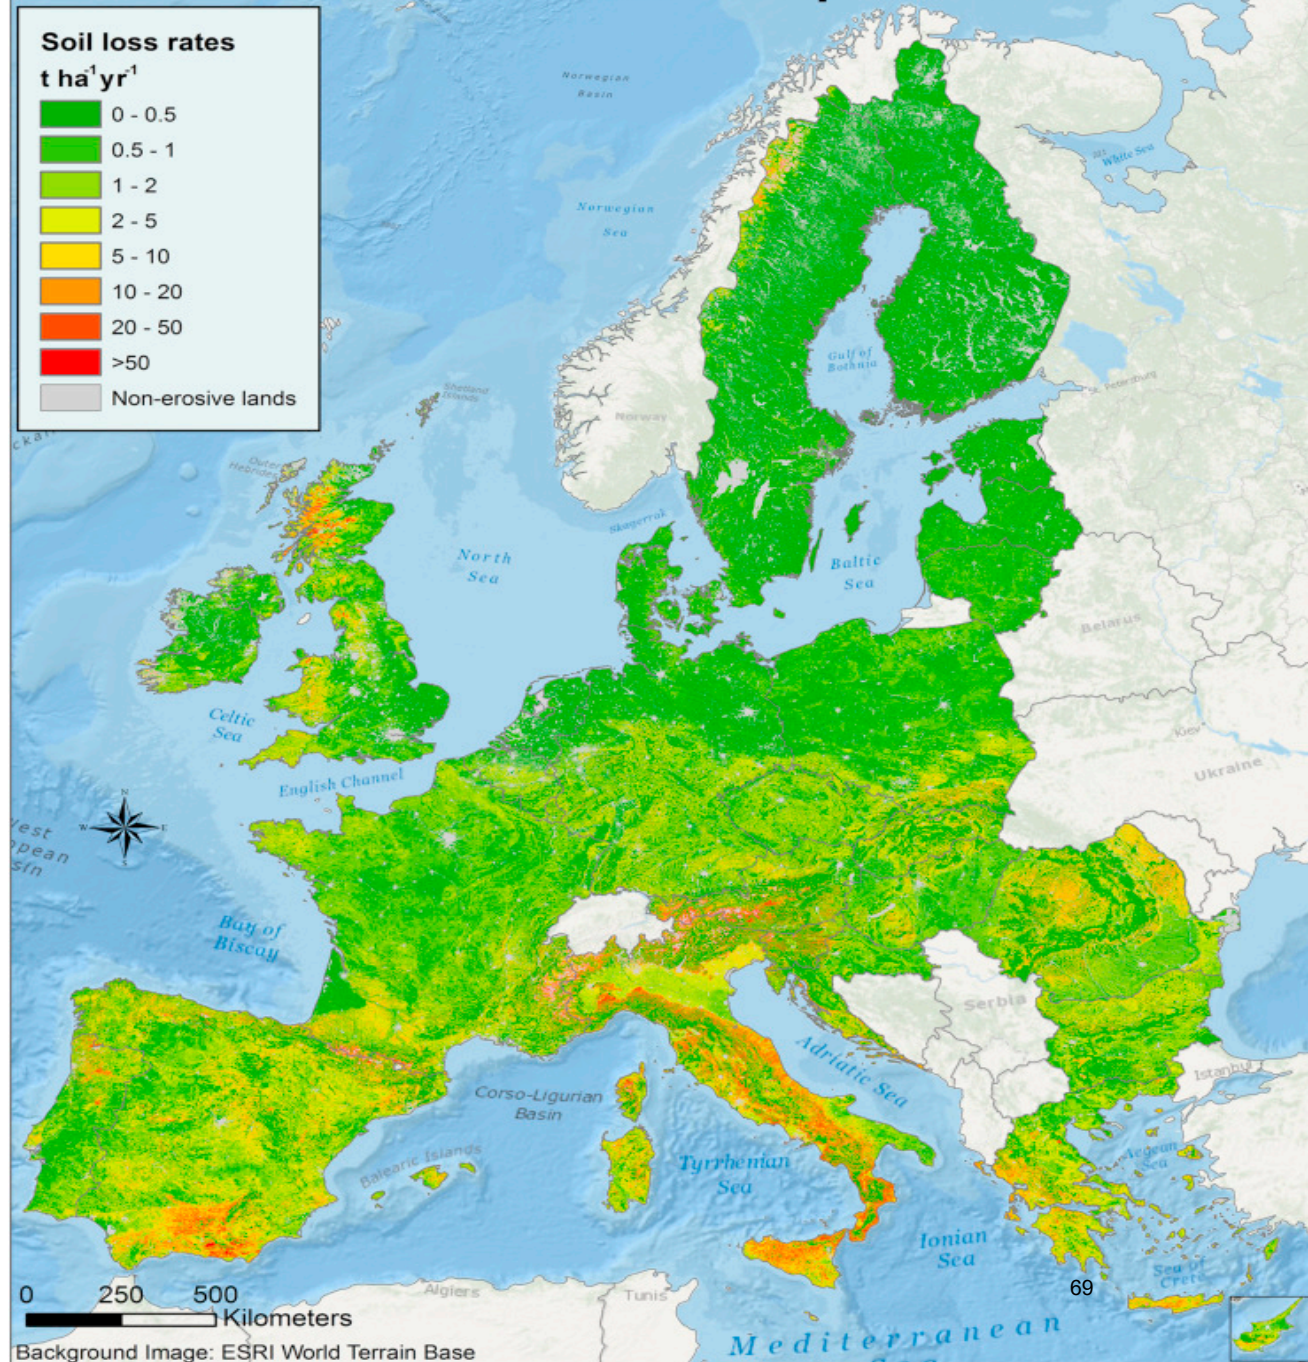 Soil loss rates
t ha⁻¹ yr⁻¹
0 - 0.5
0.5 - 1
1 - 2
2 - 5
5 - 10
10 - 20
20 - 50
>50
Non-erosive lands
Norwegian
Basin
White Sea
Norwegian
Sea
Gulf of
Bothnia
St. Petersburg
Shetland
Islands
Norway
Outer
Hebrides
Skagerrak
North
Sea
Baltic
Sea
Belarus
Celtic
Sea
Kiev
English Channel
Ukraine
N
W
E
S
Bay of
Biscay
Serbia
Adriatic Sea
Istanbul
Corso-Ligurian
Basin
Balearic Islands
Aegean
Sea
Tyrrhenian
Sea
Ionian
Sea
Sea of
Crete
69
0 250 500
Kilometers
Algiers
Tunis
Mediterranean
Background Image: ESRI World Terrain Base